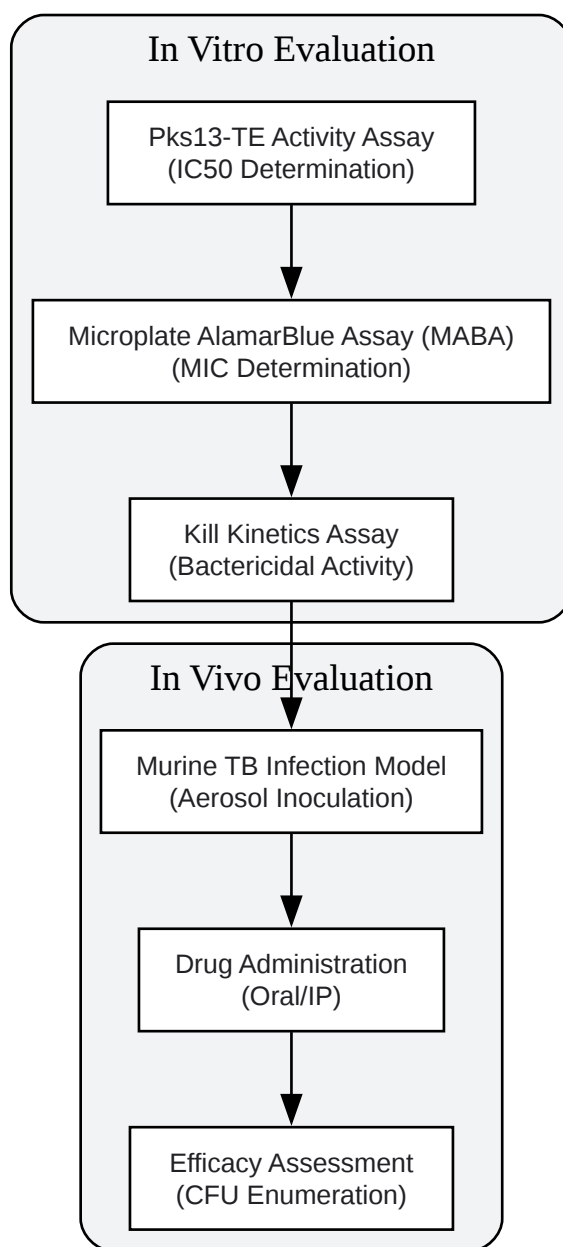 In Vitro Evaluation
Pks13-TE Activity Assay
(IC50 Determination)
Microplate AlamarBlue Assay (MABA)
(MIC Determination)
Kill Kinetics Assay
(Bactericidal Activity)
In Vivo Evaluation
Murine TB Infection Model
(Aerosol Inoculation)
Drug Administration
(Oral/IP)
Efficacy Assessment
(CFU Enumeration)